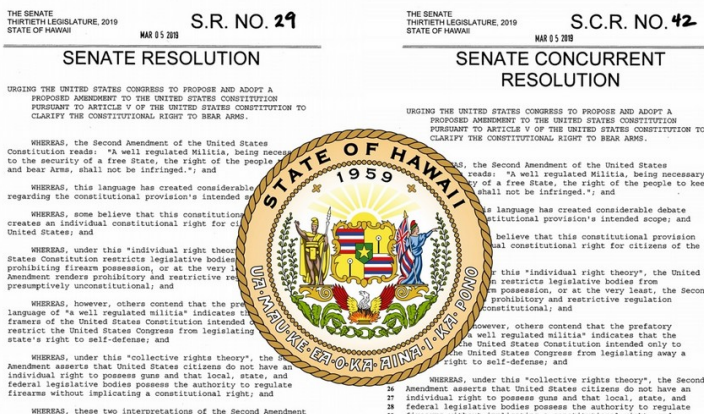 THE SENATE
THIRTIETH LEGISLATURE, 2019
STATE OF HAWAII
S.R. NO. 29
MAR 05 2019
SENATE RESOLUTION
URGING THE UNITED STATES CONGRESS TO PROPOSE AND ADOPT A
PROPOSED AMENDMENT TO THE UNITED STATES CONSTITUTION
PURSUANT TO ARTICLE V OF THE UNITED STATES CONSTITUTION TO
CLARIFY THE CONSTITUTIONAL RIGHT TO BEAR ARMS.
WHEREAS, the Second Amendment of the United States
Constitution reads: "A well regulated Militia, being neces
to the security of a free State, the right of the people
and bear Arms, shall not be infringed."; and
WHEREAS, this language has created considerable
regarding the constitutional provision's intended
WHEREAS, some believe that this constitutiona
creates an individual constitutional right for
United States; and
WHEREAS, under this "individual right theor
States Constitution restricts legislative bodies
prohibiting firearm possession, or at the very
Amendment renders prohibitory and restrictive
presumptively unconstitutional; and
WHEREAS, however, others contend that the
language of "a well regulated militia" indicates
framers of the United States Constitution intended
restrict the United States Congress from legislating
state's right to self-defense; and
WHEREAS, under this "collective rights theory", the
Amendment asserts that United States citizens do not have an
individual right to possess guns and that local, state, and
federal legislative bodies possess the authority to regulate
firearms without implicating a constitutional right; and
WHEREAS, these two interpretations of the Second Amendment
THE SENATE
THIRTIETH LEGISLATURE, 2019
STATE OF HAWAII
S.C.R. NO. 42
MAR 05 2019
SENATE CONCURRENT
RESOLUTION
URGING THE UNITED STATES CONGRESS TO PROPOSE AND ADOPT A
PROPOSED AMENDMENT TO THE UNITED STATES CONSTITUTION
PURSUANT TO ARTICLE V OF THE UNITED STATES CONSTITUTION TO
CLARIFY THE CONSTITUTIONAL RIGHT TO BEAR ARMS.
AS, the Second Amendment of the United States
reads: "A well regulated Militia, being necessary
y of a free State, the right of the people to kee
shall not be infringed."; and
s language has created considerable debate
titutional provision's intended scope; and
believe that this constitutional provision
ual constitutional right for citizens of the
this "individual right theory", the United
n restricts legislative bodies from
m possession, or at the very least, the Secon
prohibitory and restrictive regulation
constitutional; and
however, others contend that the prefatory
well regulated militia" indicates that the
he United States Constitution intended only to
the United States Congress from legislating away a
right to self-defense; and
WHEREAS, under this "collective rights theory", the Second
26 Amendment asserts that United States citizens do not have an
27 individual right to possess guns and that local, state, and
28 federal legislative bodies possess the authority to regulate
STATE OF HAWAII
1959
UA·MAU·KE·EA·O·KA·AINA·I·KA·PONO